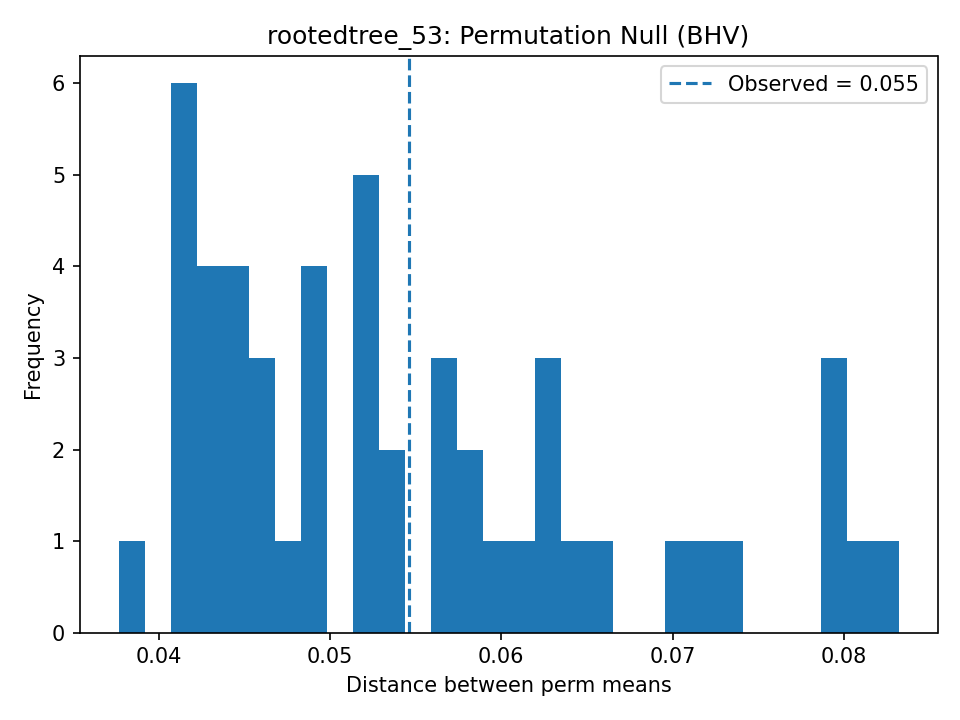 rootedtree_53: Permutation Null (BHV)
Observed = 0.055
6
5
4
3
2
1
0
Frequency
0.04 0.05 0.06 0.07 0.08
Distance between perm means